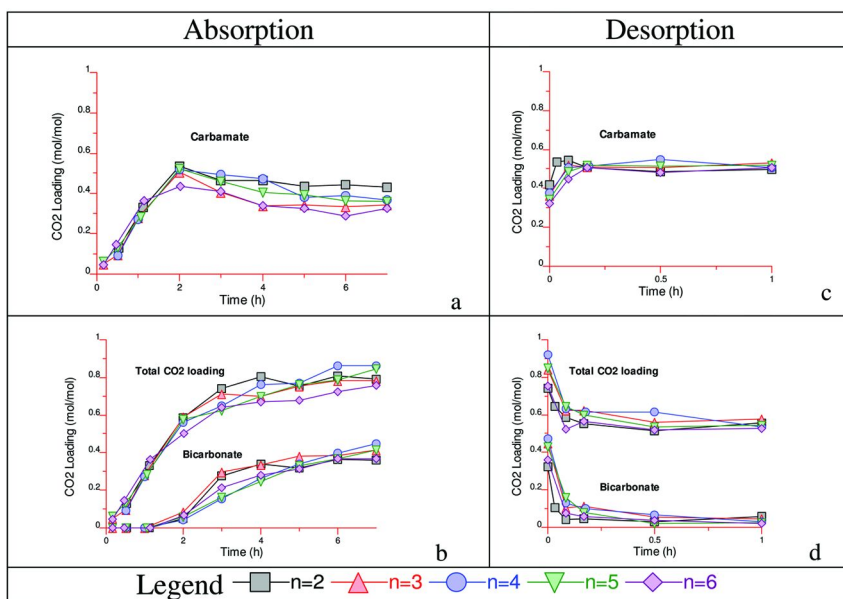 Absorption
Desorption
1
0.8
0.6
0.4
0.2
0
CO2 Loading (mol/mol)
Carbamate
0
2
4
6
Time (h)
a
1
0.8
0.6
0.4
0.2
0
CO2 Loading (mol/mol)
Carbamate
0
0.5
1
Time (h)
c
1
0.8
0.6
0.4
0.2
0
CO2 Loading (mol/mol)
Total CO2 loading
Bicarbonate
0
2
4
6
Time (h)
b
1
0.8
0.6
0.4
0.2
0
CO2 Loading (mol/mol)
Total CO2 loading
Bicarbonate
0
0.5
1
Time (h)
d
Legend n=2 n=3 n=4 n=5 n=6